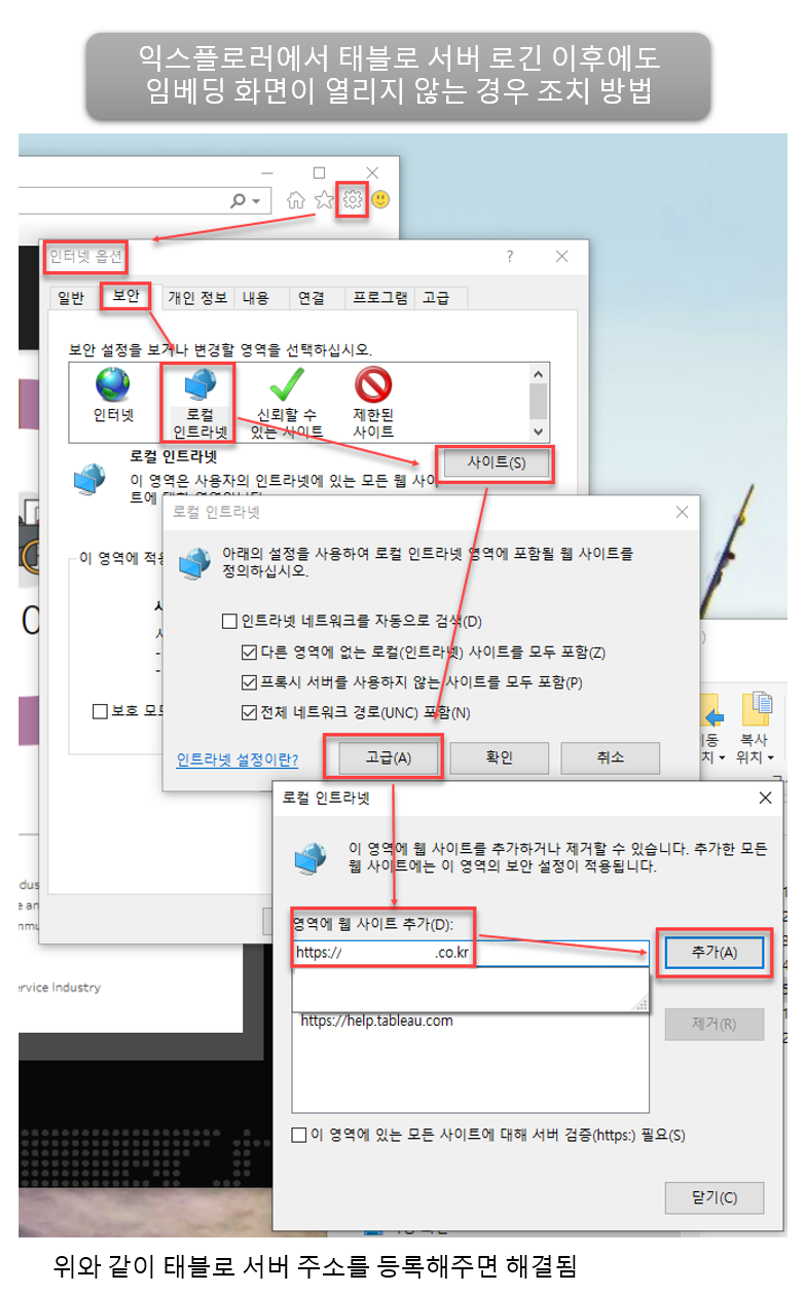 익스플로러에서 태블로 서버 로긴 이후에도
임베딩 화면이 열리지 않는 경우 조치 방법
인터넷 옵션
?
일반 보안 개인 정보 내용 연결 프로그램 고급
보안 설정을 보거나 변경할 영역을 선택하십시오.
인터넷
로컬
인트라넷
신뢰할 수
있는 사이트
제한된
사이트
로컬 인트라넷
사이트(S)
이 영역은 사용자의 인트라넷에 있는 모든 웹 사이
트에
이 영역에 적용
보호 모드
로컬 인트라넷
아래의 설정을 사용하여 로컬 인트라넷 영역에 포함될 웹 사이트를
정의하십시오.
인트라넷 네트워크를 자동으로 검색(D)
다른 영역에 없는 로컬(인트라넷) 사이트를 모두 포함(Z)
프록시 서버를 사용하지 않는 사이트를 모두 포함(P)
전체 네트워크 경로(UNC) 포함(N)
인트라넷 설정이란?
고급(A) 확인 취소
복사
위치
로컬 인트라넷
이 영역에 웹 사이트를 추가하거나 제거할 수 있습니다. 추가한 모든
웹 사이트에는 이 영역의 보안 설정이 적용됩니다.
영역에 웹 사이트 추가(D):
https:// .co.kr
추가(A)
https://help.tableau.com
제거(R)
이 영역에 있는 모든 사이트에 대해 서버 검증(https:) 필요(S)
닫기(C)
ervice Industry
위와 같이 태블로 서버 주소를 등록해주면 해결됨